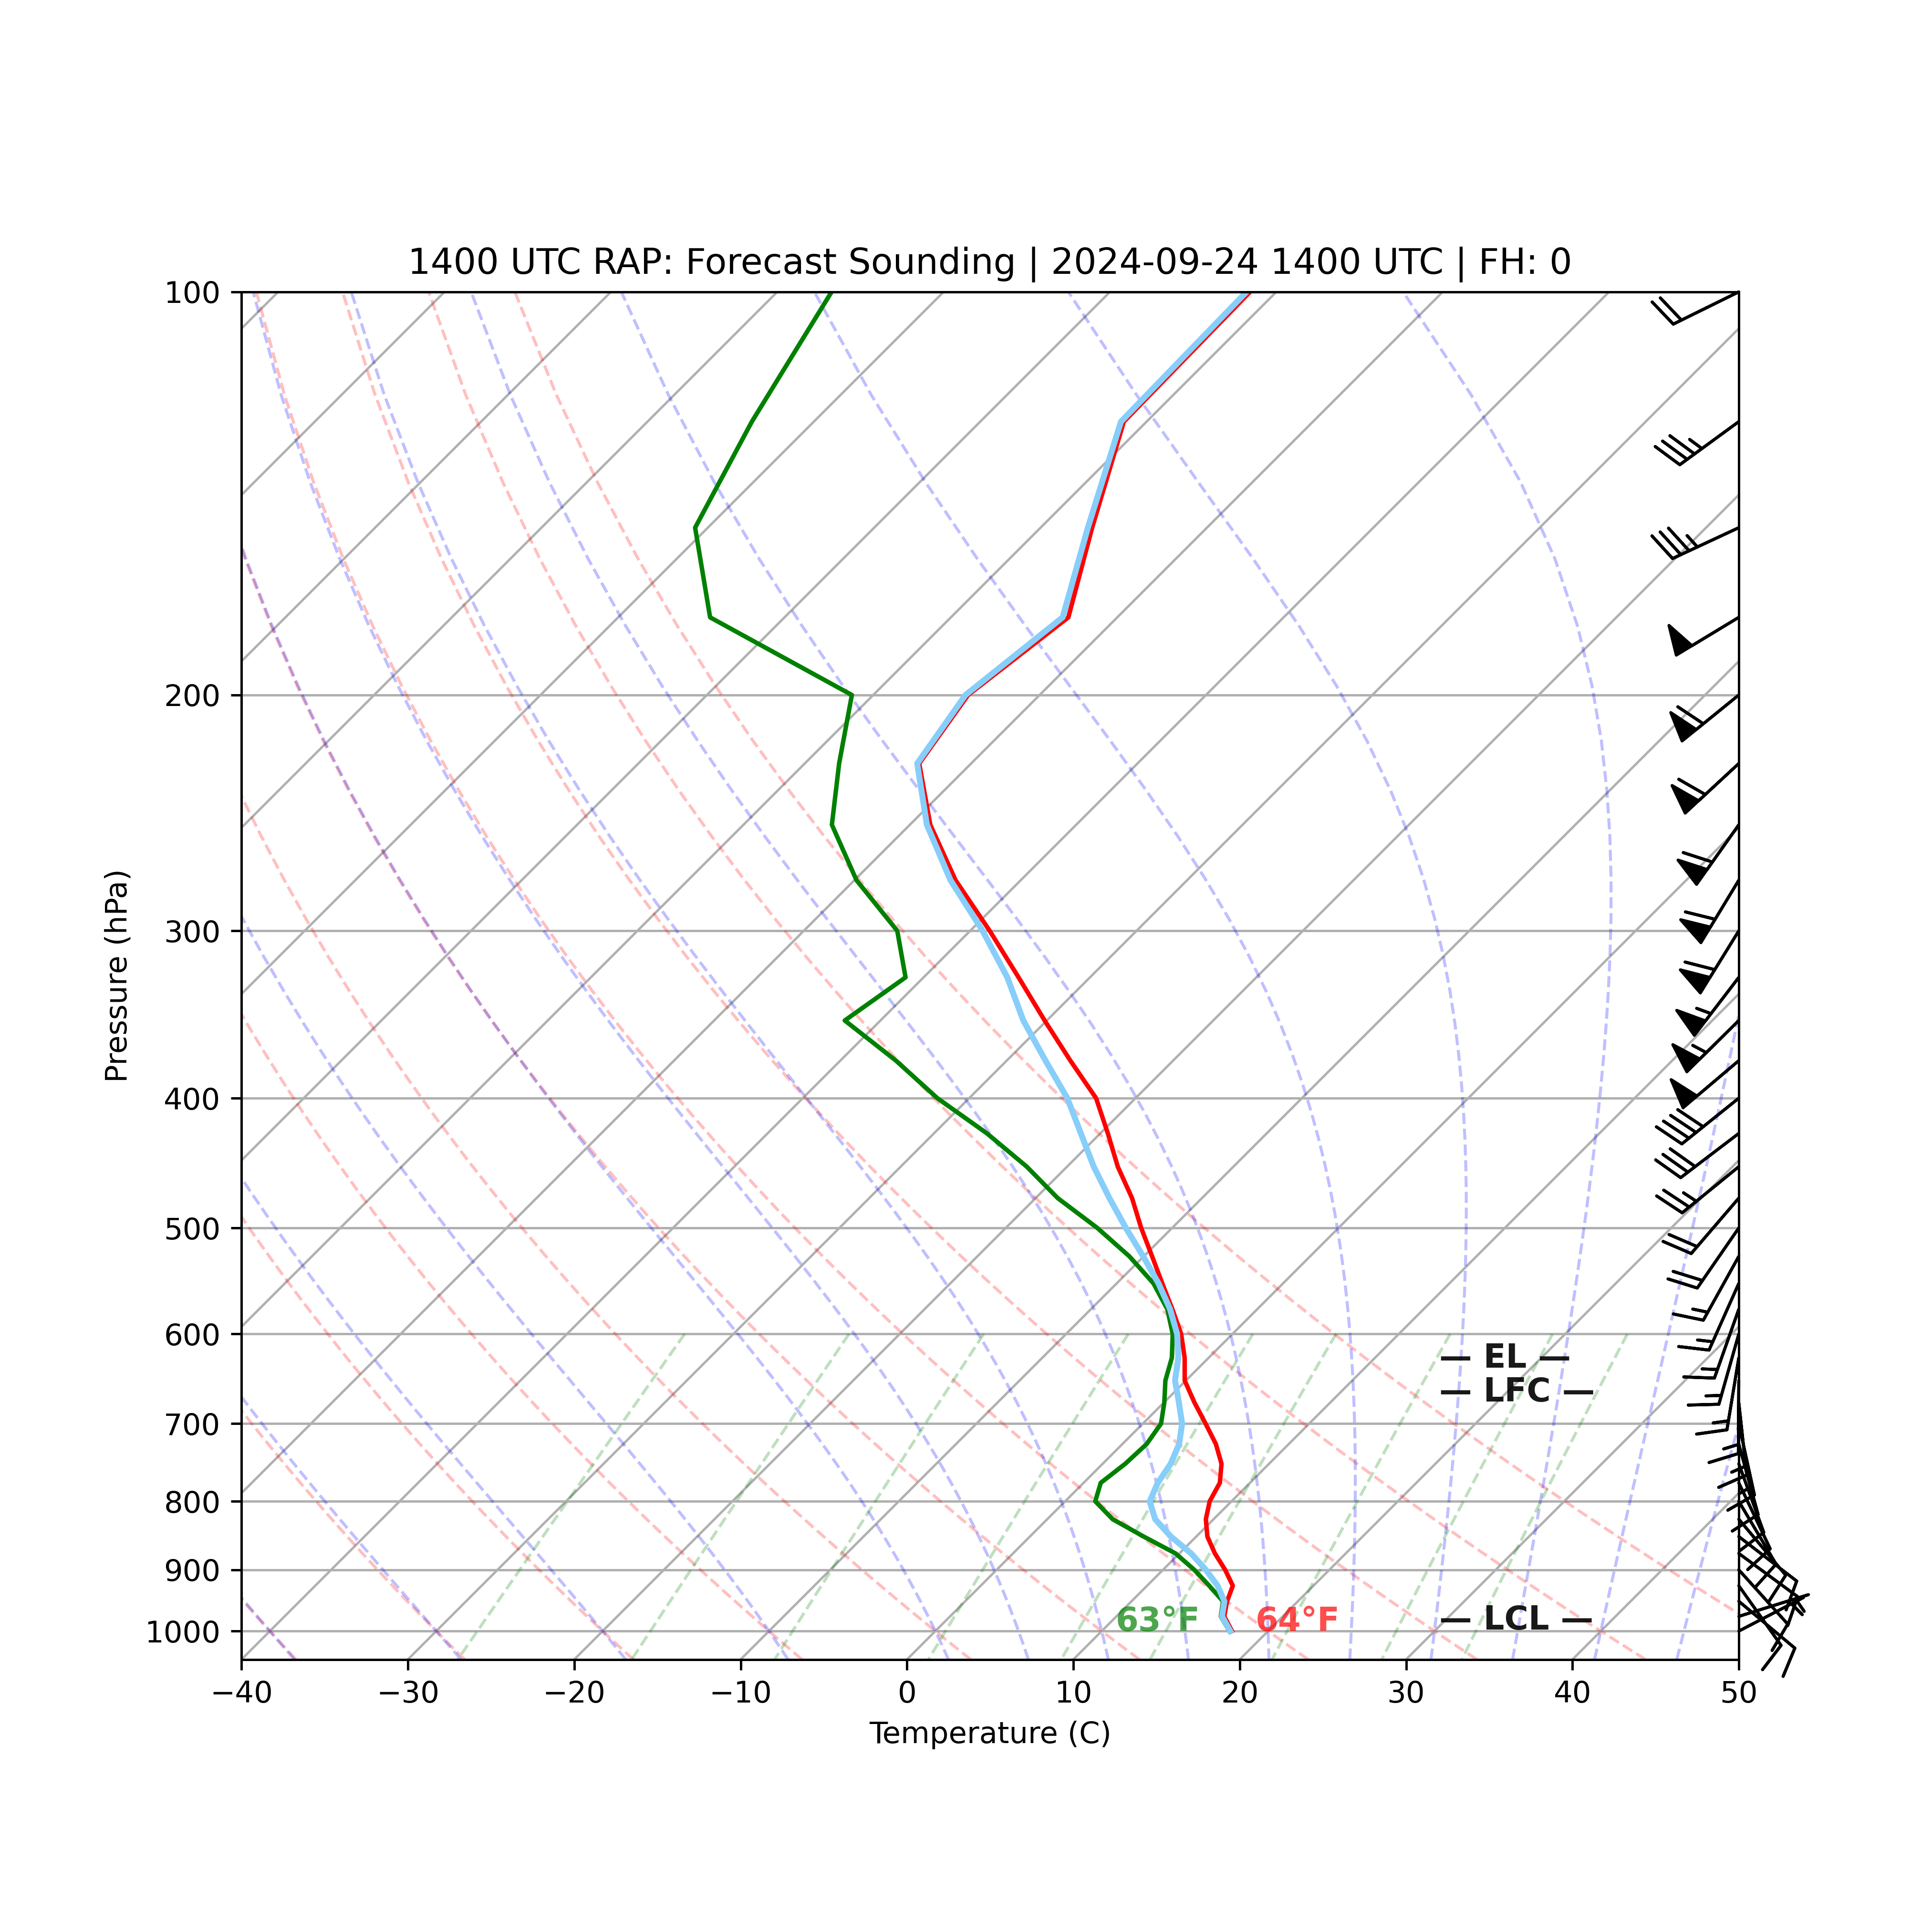 1400 UTC RAP: Forecast Sounding | 2024-09-24 1400 UTC | FH: 0
100
200
300
400
500
600
700
800
900
1000
Pressure (hPa)
— EL —
— LFC —
— LCL —
63°F 64°F
−40 −30 −20 −10 0 10 20 30 40 50
Temperature (C)